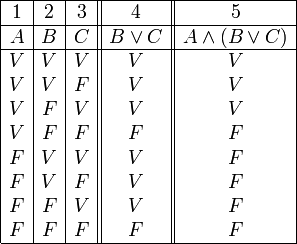 1 2 3 4 5
A B C B ∨ C A ∧ (B ∨ C)
V V V V V
V V F V V
V F V V V
V F F F F
F V V V F
F V F V F
F F V V F
F F F F F